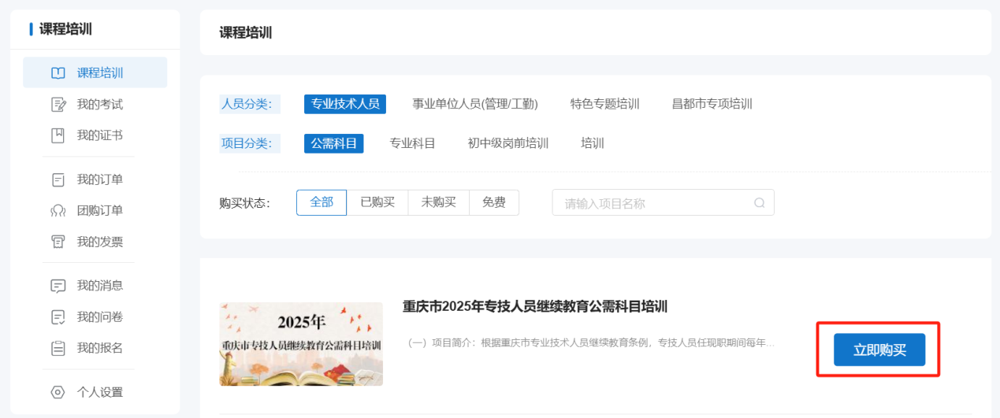 课程培训
课程培训
我的考试
我的证书
我的订单
团购订单
我的发票
我的消息
我的问卷
我的报名
个人设置
课程培训
人员分类： 专业技术人员 事业单位人员(管理/工勤) 特色专题培训 昌都市专项培训
项目分类： 公需科目 专业科目 初中级岗前培训 培训
购买状态： 全部 已购买 未购买 免费 请输入项目名称
2025年
重庆市专技人员继续教育公需科目培训
重庆市2025年专技人员继续教育公需科目培训
（一）项目简介：根据重庆市专业技术人员继续教育条例，专技人员任现职期间每年...
立即购买